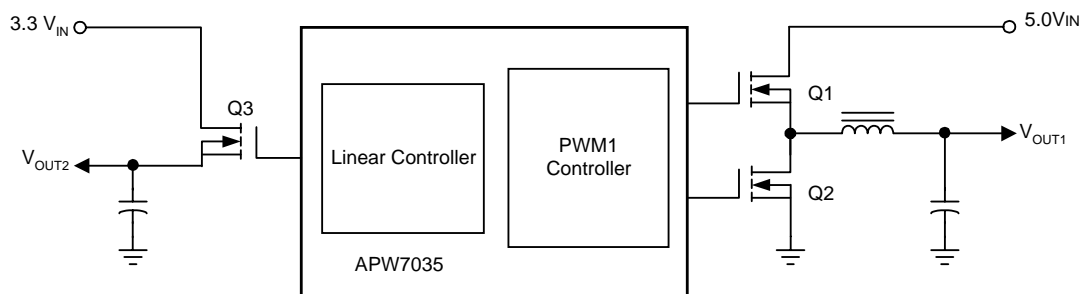 3.3 VIN
5.0VIN
Q3
Q1
VOUT2
Linear Controller
PWM1
Controller
VOUT1
Q2
APW7035